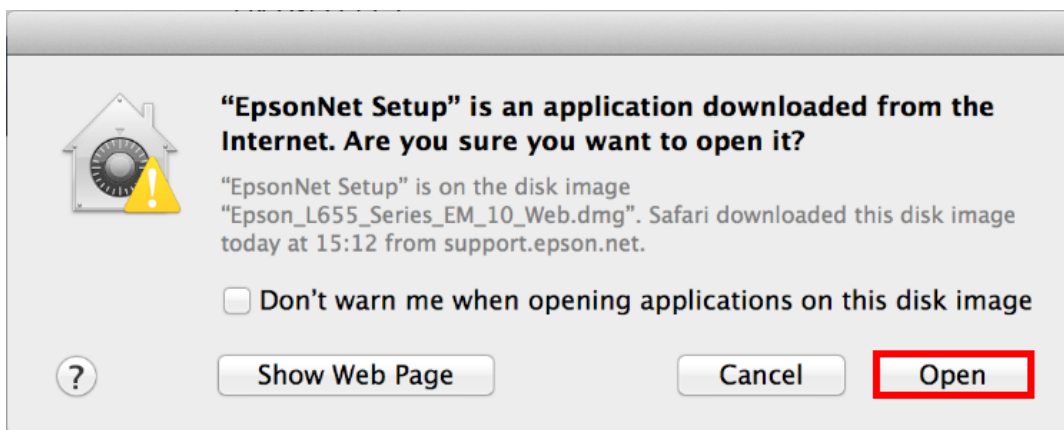 “EpsonNet Setup” is an application downloaded from the
Internet. Are you sure you want to open it?
“EpsonNet Setup” is on the disk image
“Epson_L655_Series_EM_10_Web.dmg”. Safari downloaded this disk image
today at 15:12 from support.epson.net.
Don’t warn me when opening applications on this disk image
?
Show Web Page
Cancel
Open